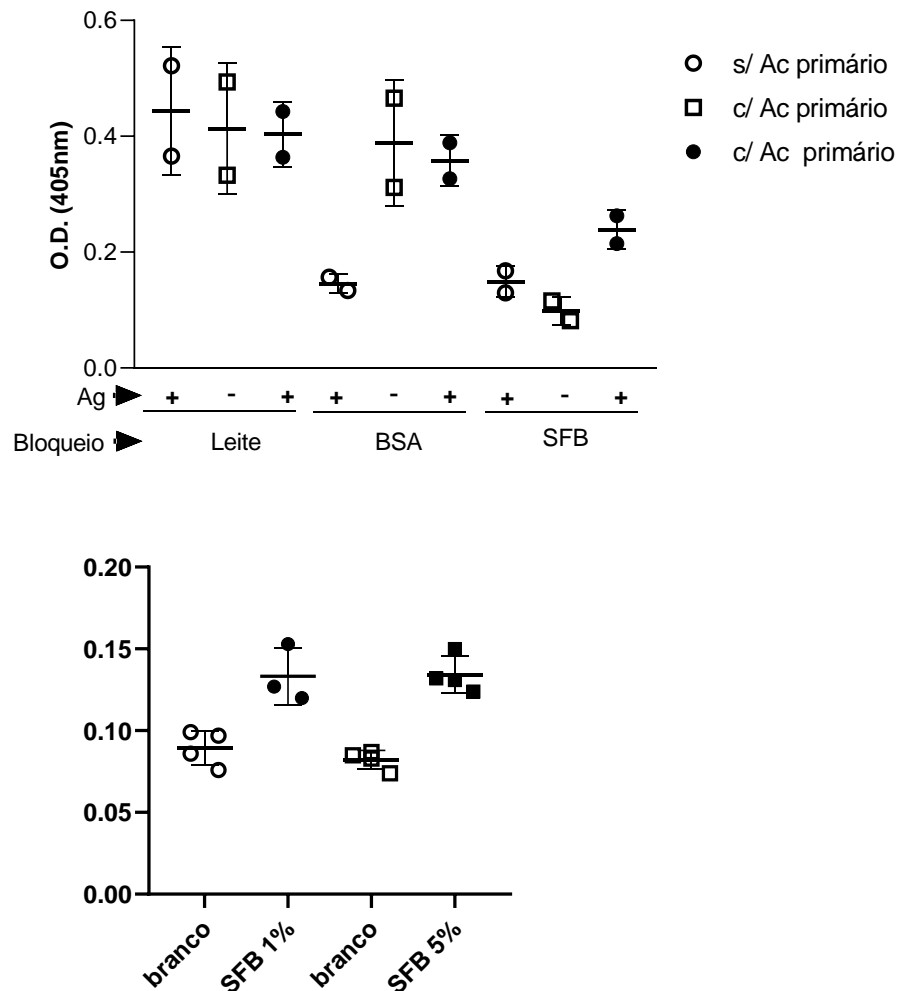 0.6
s/ Ac primário
c/ Ac primário
c/ Ac primário
0.4
O.D. (405nm)
0.2
0.0
Ag + - + + - + + - +
Bloqueio Leite BSA SFB
0.20
0.15
0.10
0.05
0.00
branco SFB 1% branco SFB 5%